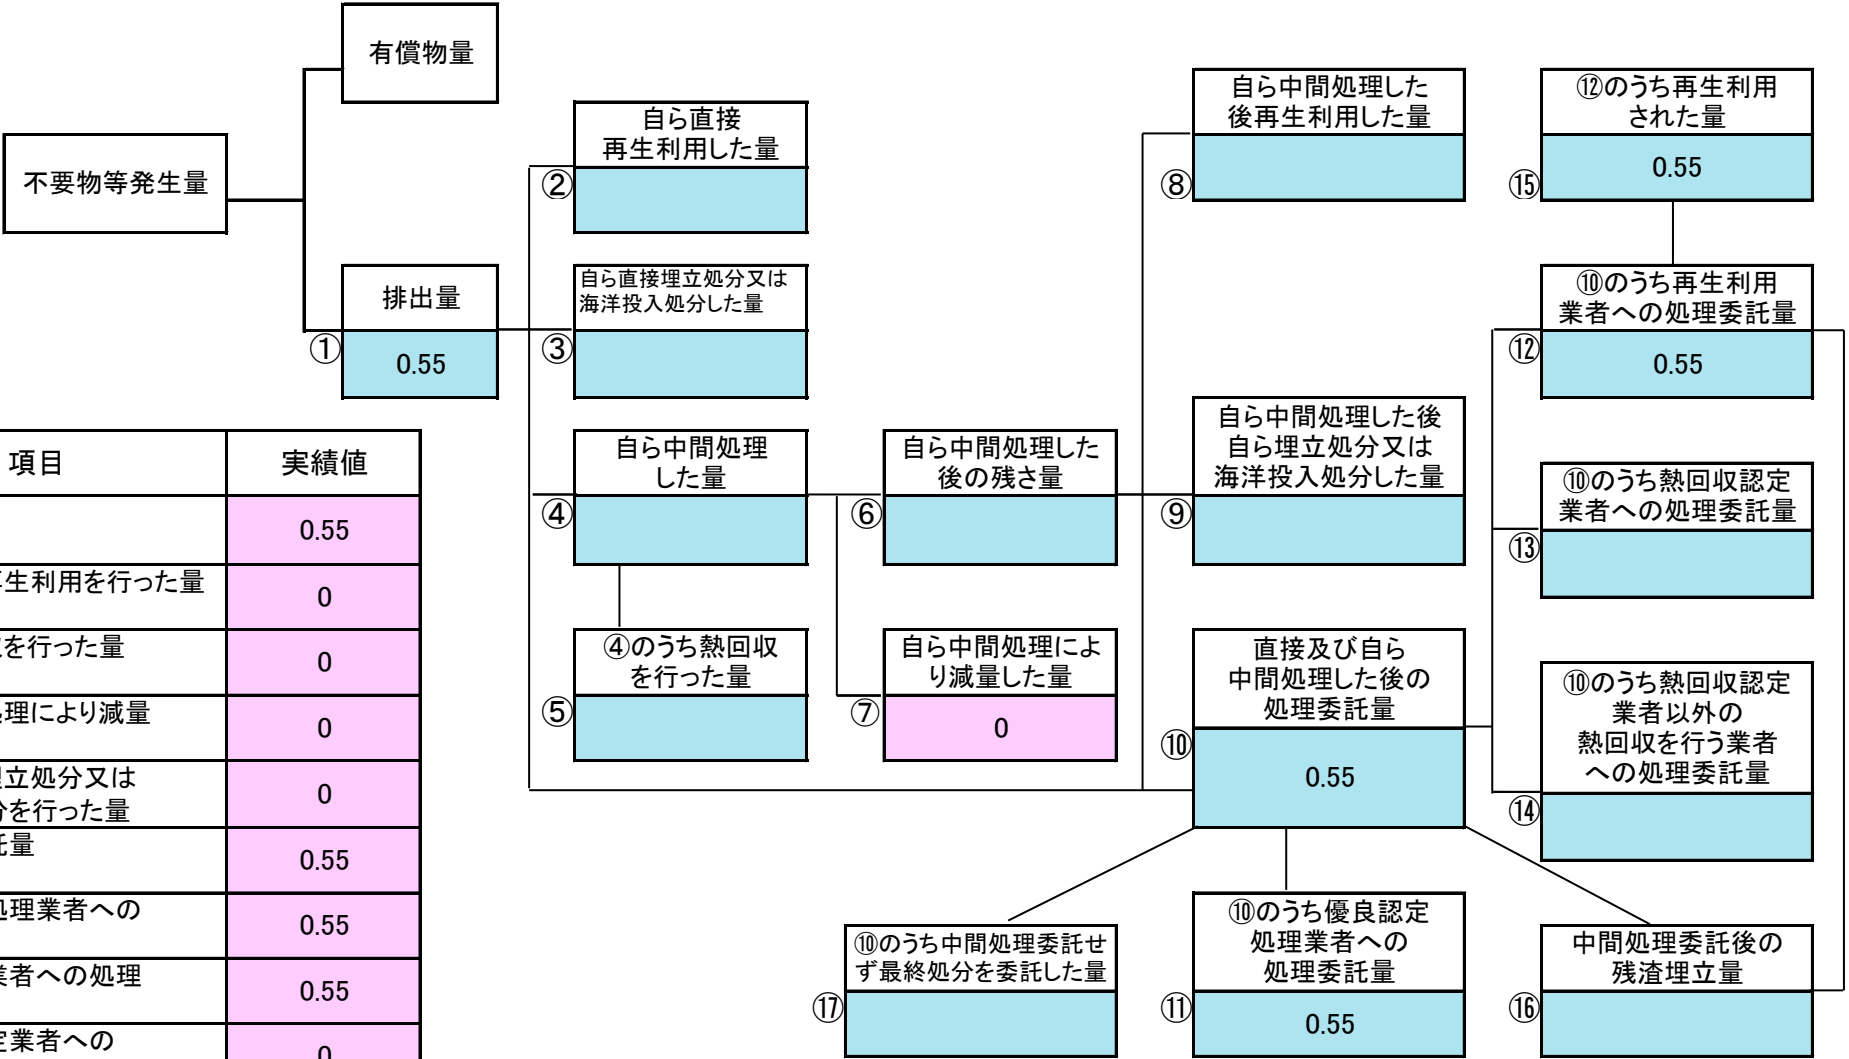 有償物量
不要物等発生量
排出量
①
0.55
自ら直接
再生利用した量
②
自ら直接埋立処分又は
海洋投入処分した量
③
自ら中間処理
した量
④
④のうち熱回収
を行った量
⑤
自ら中間処理した
後の残さ量
⑥
自ら中間処理によ
り減量した量
⑦
0
自ら中間処理した
後再生利用した量
⑧
自ら中間処理した後
自ら埋立処分又は
海洋投入処分した量
⑨
直接及び自ら
中間処理した後の
処理委託量
⑩
0.55
⑫のうち再生利用
された量
⑮
0.55
⑩のうち再生利用
業者への処理委託量
⑫
0.55
⑩のうち熱回収認定
業者への処理委託量
⑬
⑩のうち熱回収認定
業者以外の
熱回収を行う業者
への処理委託量
⑭
⑩のうち中間処理委託せ
ず最終処分を委託した量
⑰
⑩のうち優良認定
処理業者への
処理委託量
⑪
0.55
中間処理委託後の
残渣埋立量
⑯
項目
実績値
0.55
生利用を行った量
0
を行った量
0
理により減量
0
立処分又は
を行った量
0
託量
0.55
処理業者への
0.55
業者への処理
0.55
定業者への
0